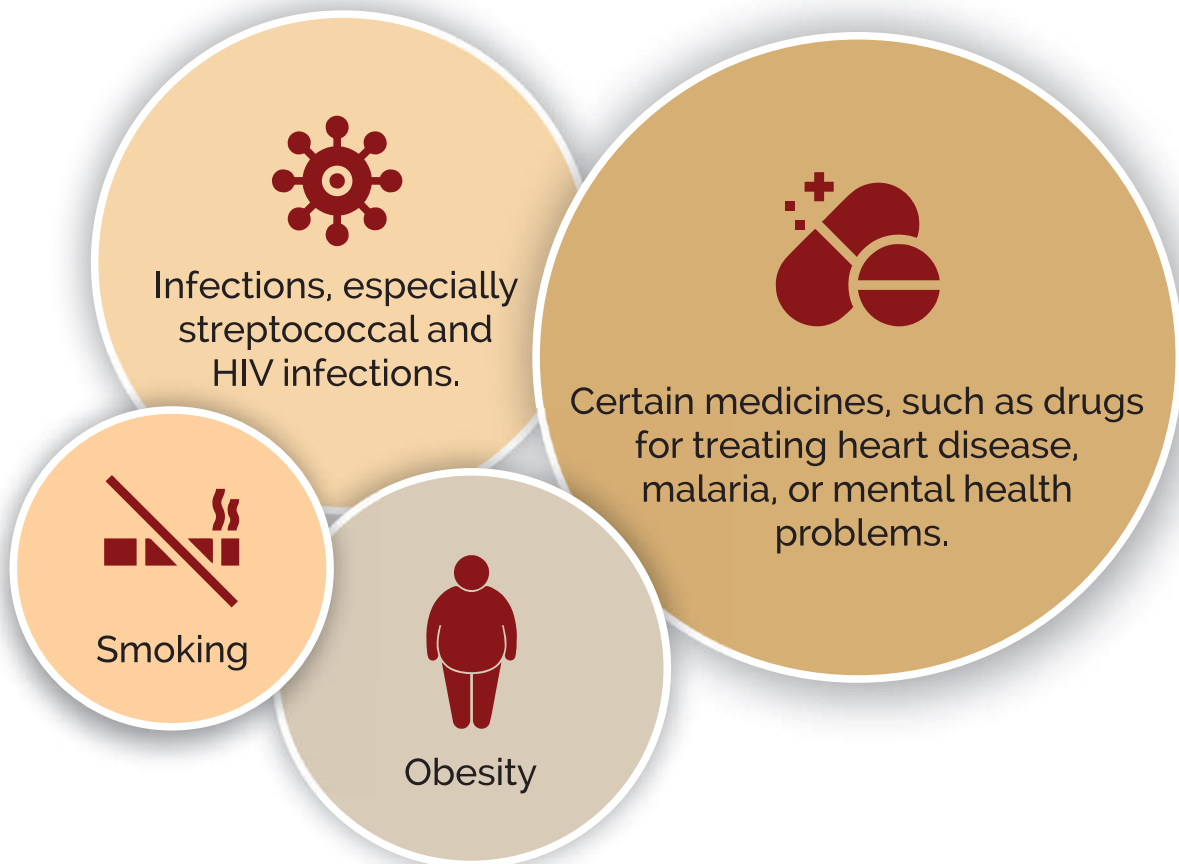 Infections, especially
streptococcal and
HIV infections.
Certain medicines, such as drugs
for treating heart disease,
malaria, or mental health
problems.
Smoking
Obesity